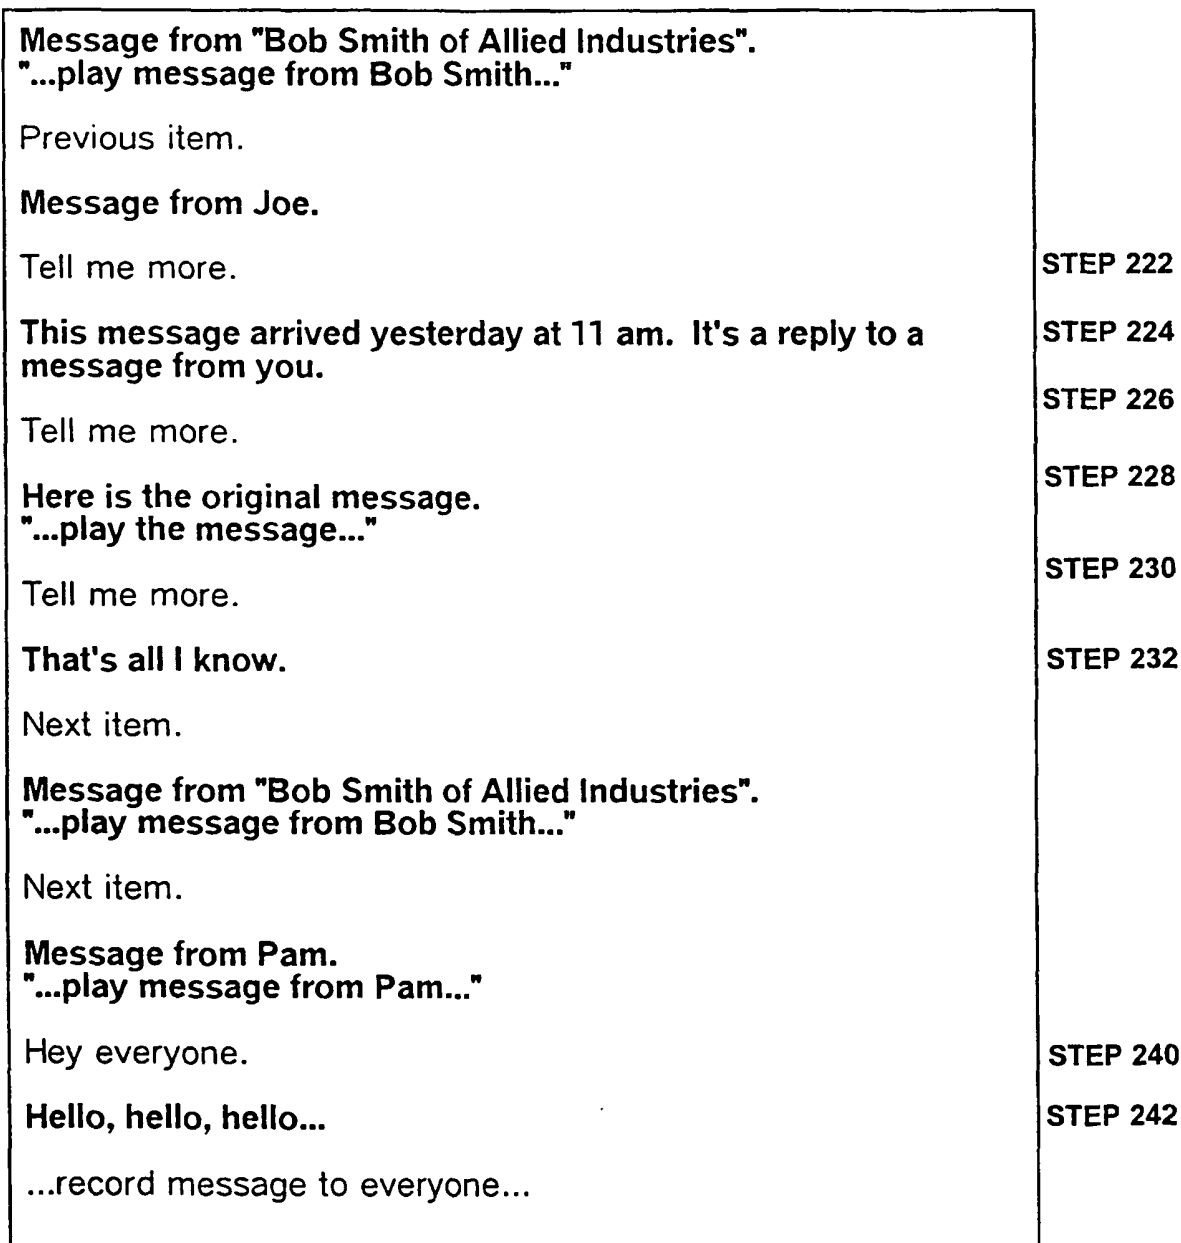 Message from "Bob Smith of Allied Industries".
"...play message from Bob Smith..."
Previous item.
Message from Joe.
Tell me more. STEP 222
This message arrived yesterday at 11 am. It's a reply to a STEP 224
message from you.
STEP 226
Tell me more.
STEP 228
Here is the original message.
"...play the message..."
STEP 230
Tell me more.
That's all I know. STEP 232
Next item.
Message from "Bob Smith of Allied Industries".
"...play message from Bob Smith..."
Next item.
Message from Pam.
"...play message from Pam..."
Hey everyone. STEP 240
Hello, hello, hello... STEP 242
...record message to everyone...